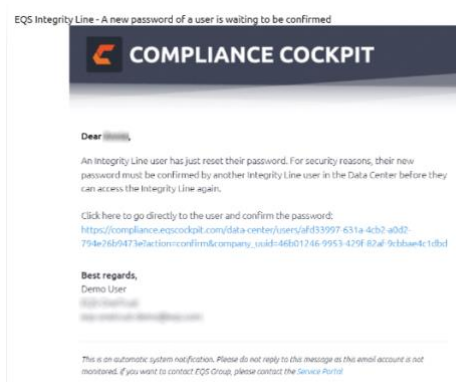 EQS Integrity Line - A new password of a user is waiting to be confirmed
COMPLIANCE COCKPIT
Dear
An Integrity Line user has just reset their password. For security reasons, their new
password must be confirmed by another Integrity Line user in the Data Center before they
can access the Integrity Line again.
Click here to go directly to the user and confirm the password:
https://compliance.eqscockpit.com/data-center/users/afd33997-631a-4cb2-a0d2-
794e26b9473e?action=confirm&company_uuid=46b01246-9953-429f-82af-9cbbae4c1dbd
Best regards,
Demo User
This is an automatic system notification. Please do not reply to this message as this email account is not
monitored. If you want to contact EQS Group, please contact the Service Portal